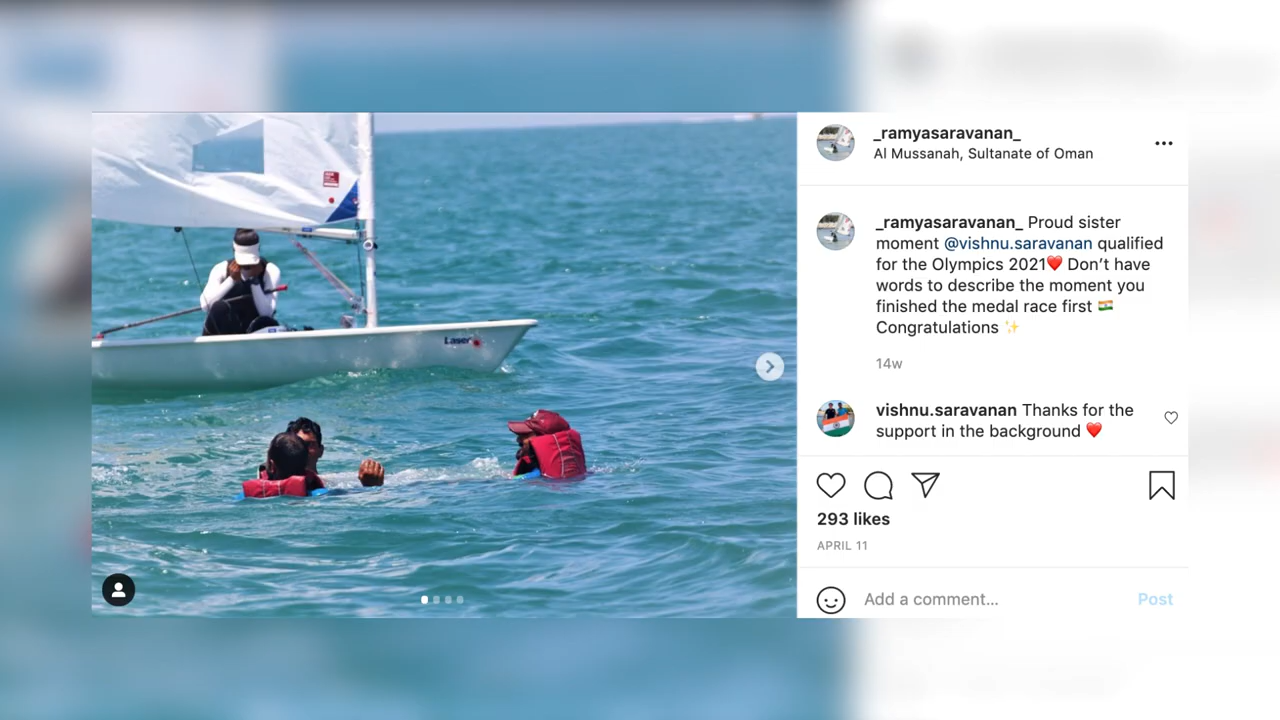 _ramyasaravanan_
Al Mussanah, Sultanate of Oman
_ramyasaravanan_ Proud sister
moment @vishnu.saravanan qualified
for the Olympics 2021❤️ Don’t have
words to describe the moment you
finished the medal race first 🇮🇳
Congratulations ✨
14w
vishnu.saravanan Thanks for the
support in the background ❤️
293 likes
APRIL 11
Add a comment... Post
Laser